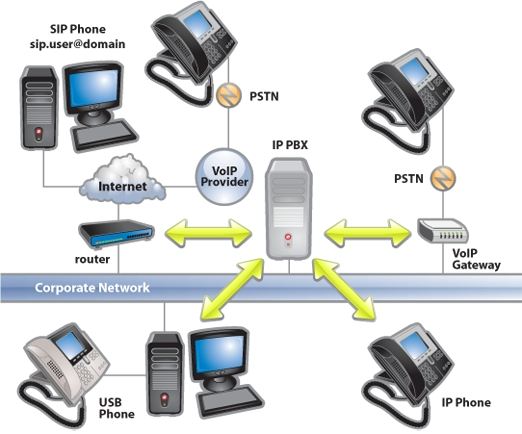 SIP Phone
sip.user@domain
PSTN
IP PBX
VoIP
Provider
Internet
PSTN
router
VoIP
Gateway
Corporate Network
USB
Phone
IP Phone